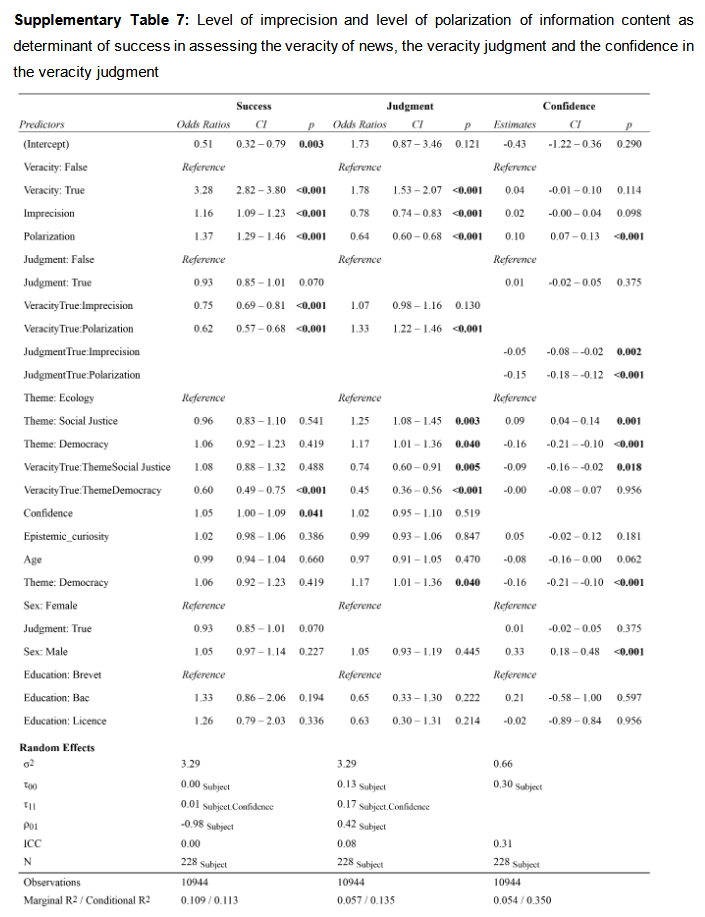 Supplementary Table 7: Level of imprecision and level of polarization of information content as
determinant of success in assessing the veracity of news, the veracity judgment and the confidence in
the veracity judgment
Success Judgment Confidence
Predictors Odds Ratios CI p Odds Ratios CI p Estimates CI p
(Intercept) 0.51 0.32 – 0.79 0.003 1.73 0.87 – 3.46 0.121 -0.43 -1.22 – 0.36 0.290
Veracity: False Reference Reference Reference
Veracity: True 3.28 2.82 – 3.80 <0.001 1.78 1.53 – 2.07 <0.001 0.04 -0.01 – 0.10 0.114
Imprecision 1.16 1.09 – 1.23 <0.001 0.78 0.74 – 0.83 <0.001 0.02 -0.00 – 0.04 0.098
Polarization 1.37 1.29 – 1.46 <0.001 0.64 0.60 – 0.68 <0.001 0.10 0.07 – 0.13 <0.001
Judgment: False Reference Reference
Judgment: True 0.93 0.85 – 1.01 0.070 0.01 -0.02 – 0.05 0.375
VeracityTrue:Imprecision 0.75 0.69 – 0.81 <0.001 1.07 0.98 – 1.16 0.130
VeracityTrue:Polarization 0.62 0.57 – 0.68 <0.001 1.33 1.22 – 1.46 <0.001
JudgmentTrue:Imprecision -0.05 -0.08 – -0.02 0.002
JudgmentTrue:Polarization -0.15 -0.18 – -0.12 <0.001
Theme: Ecology Reference Reference Reference
Theme: Social Justice 0.96 0.83 – 1.10 0.541 1.25 1.08 – 1.45 0.003 0.09 0.04 – 0.14 0.001
Theme: Democracy 1.06 0.92 – 1.23 0.419 1.17 1.01 – 1.36 0.040 -0.16 -0.21 – -0.10 <0.001
VeracityTrue:ThemeSocial Justice 1.08 0.88 – 1.32 0.488 0.74 0.60 – 0.91 0.005 -0.09 -0.16 – -0.02 0.018
VeracityTrue:ThemeDemocracy 0.60 0.49 – 0.75 <0.001 0.45 0.36 – 0.56 <0.001 -0.00 -0.08 – 0.07 0.956
Confidence 1.05 1.00 – 1.09 0.041 1.02 0.95 – 1.10 0.519
Epistemic_curiosity 1.02 0.98 – 1.06 0.386 0.99 0.93 – 1.06 0.847 0.05 -0.02 – 0.12 0.181
Age 0.99 0.94 – 1.04 0.660 0.97 0.91 – 1.05 0.470 -0.08 -0.16 – 0.00 0.062
Theme: Democracy 1.06 0.92 – 1.23 0.419 1.17 1.01 – 1.36 0.040 -0.16 -0.21 – -0.10 <0.001
Sex: Female Reference Reference Reference
Judgment: True 0.93 0.85 – 1.01 0.070 0.01 -0.02 – 0.05 0.375
Sex: Male 1.05 0.97 – 1.14 0.227 1.05 0.93 – 1.19 0.445 0.33 0.18 – 0.48 <0.001
Education: Brevet Reference Reference Reference
Education: Bac 1.33 0.86 – 2.06 0.194 0.65 0.33 – 1.30 0.222 0.21 -0.58 – 1.00 0.597
Education: Licence 1.26 0.79 – 2.03 0.336 0.63 0.30 – 1.31 0.214 -0.02 -0.89 – 0.84 0.956
Random Effects
σ2 3.29 3.29 0.66
τ00 0.00 Subject 0.13 Subject 0.30 Subject
τ11 0.01 Subject.Confidence 0.17 Subject.Confidence
ρ01 -0.98 Subject 0.42 Subject
ICC 0.00 0.08 0.31
N 228 Subject 228 Subject 228 Subject
Observations 10944 10944 10944
Marginal R2 / Conditional R2 0.109 / 0.113 0.057 / 0.135 0.054 / 0.350